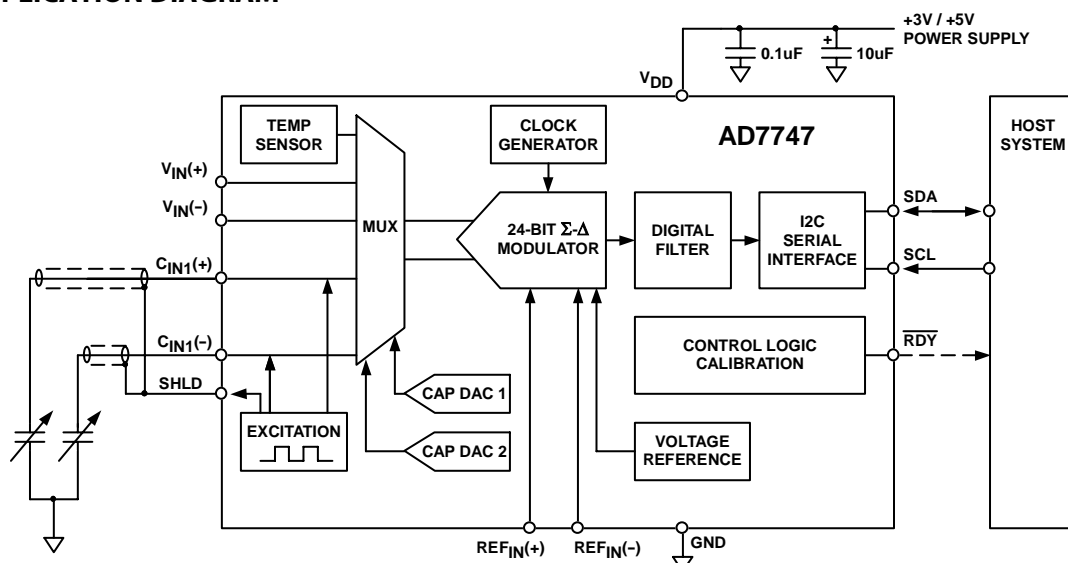 PLICATION DIAGRAM
+3V / +5V
POWER SUPPLY
0.1uF
+
10uF
VDD
TEMP
SENSOR
CLOCK
GENERATOR
AD7747
HOST
SYSTEM
VIN(+)
VIN(−)
MUX
24-BIT Σ-Δ
MODULATOR
DIGITAL
FILTER
I2C
SERIAL
INTERFACE
SDA
SCL
CIN1(+)
CIN1(−)
SHLD
CONTROL LOGIC
CALIBRATION
RDY
CAP DAC 1
EXCITATION
CAP DAC 2
VOLTAGE
REFERENCE
REFIN(+)
REFIN(−)
GND